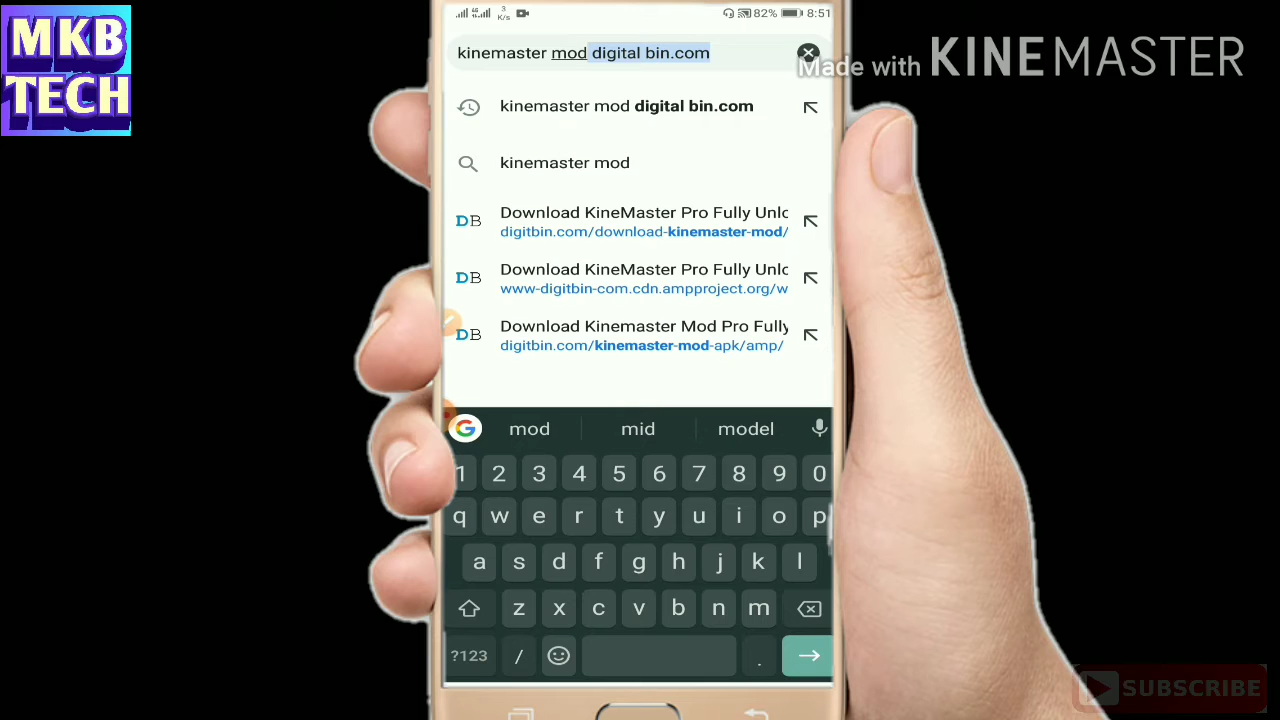 MKB
TECH
3
K/s
82%
8:51
kinemaster mod digital bin.com
Made with KINEMASTER
kinemaster mod digital bin.com
kinemaster mod
DB
Download KineMaster Pro Fully Unlo
digitbin.com/download-kinemaster-mod/
DB
Download KineMaster Pro Fully Unlo
www-digitbin-com.cdn.ampproject.org/w
DB
Download Kinemaster Mod Pro Fully
digitbin.com/kinemaster-mod-apk/amp/
G mod mid model
1 2 3 4 5 6 7 8 9 0
q w e r t y u i o p
a s d f g h j k l
z x c v b n m
?123 / .
SUBSCRIBE